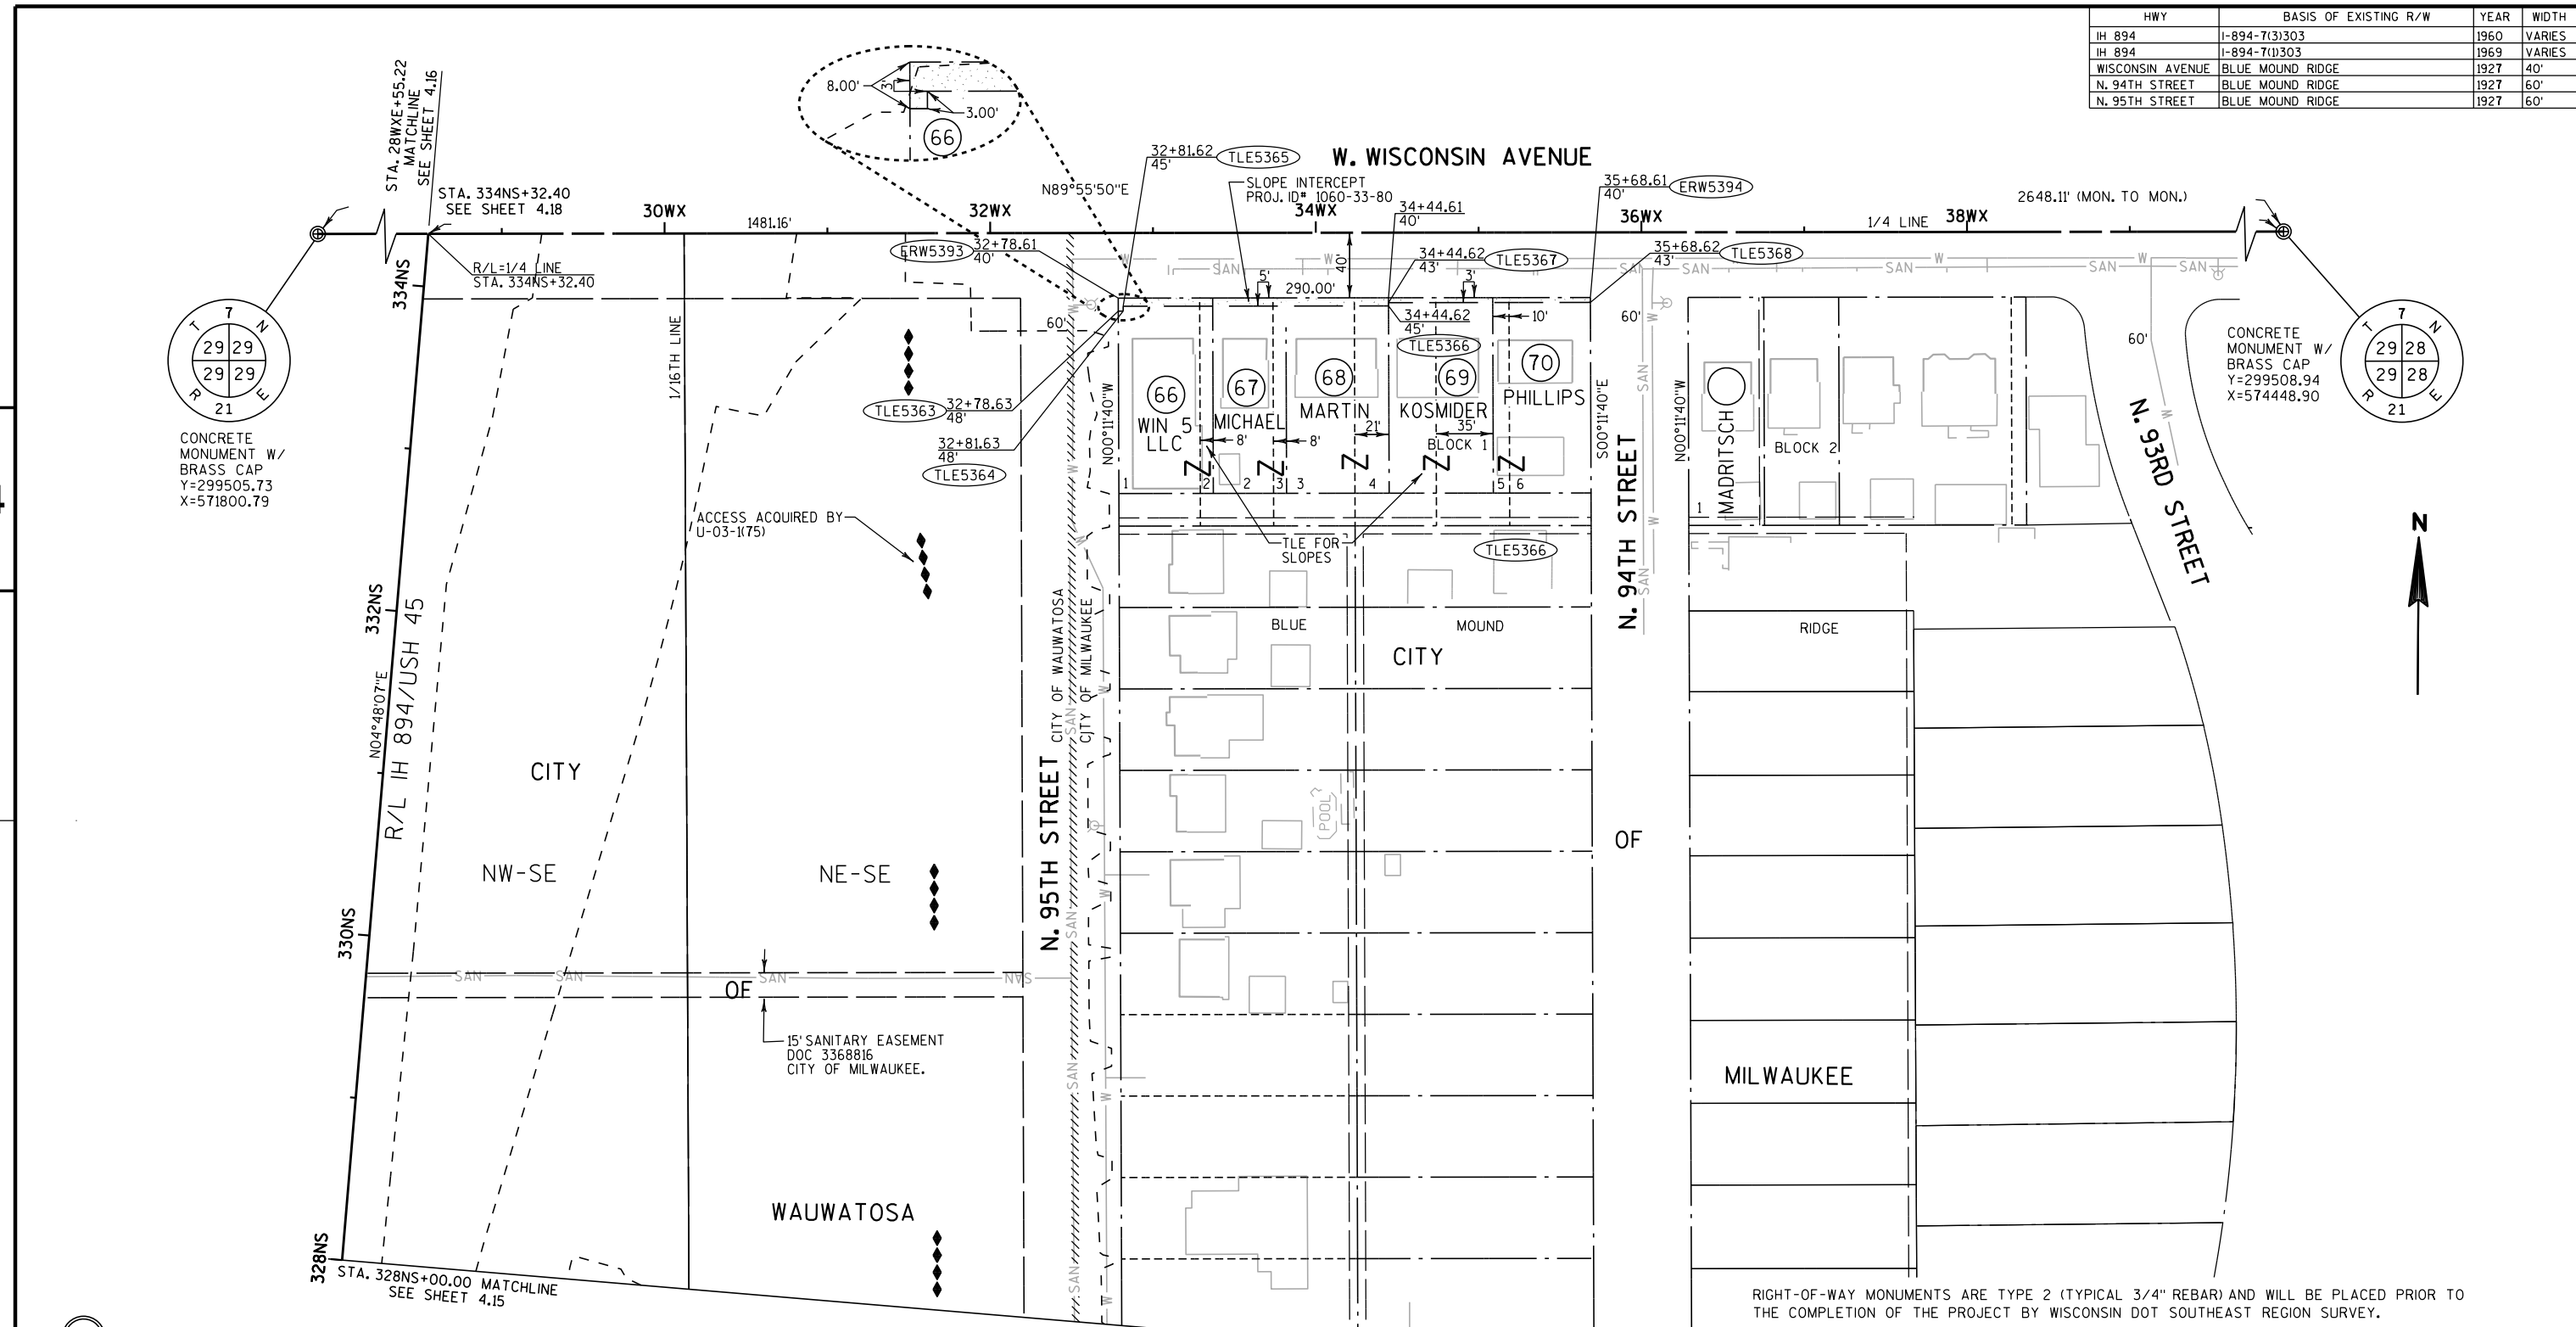 HWY BASIS OF EXISTING R/W YEAR WIDTH
IH 894 I-894-7(3)303 1960 VARIES
IH 894 I-894-7(1)303 1969 VARIES
WISCONSIN AVENUE BLUE MOUND RIDGE 1927 40'
N. 94TH STREET BLUE MOUND RIDGE 1927 60'
N. 95TH STREET BLUE MOUND RIDGE 1927 60'
STA. 28WXE+55.22
MATCHLINE
SEE SHEET 4.16
8.00'
3'
3.00'
66
STA. 334NS+32.40
SEE SHEET 4.18
30WX
1481.16'
32WX
N89°55'50"E
32+81.62
45'
TLE5365
W. WISCONSIN AVENUE
SLOPE INTERCEPT
PROJ. ID# 1060-33-80
34WX
34+44.61
40'
35+68.61
40'
ERW5394
36WX
1/4 LINE
38WX
2648.11' (MON. TO MON.)
ERW5393
32+78.61
40'
R/L=1/4 LINE
STA. 334NS+32.40
334NS
40'
34+44.62
43'
TLE5367
35+68.62
43'
TLE5368
W
SAN
W
SAN
SAN
SAN
W
SAN
SAN
5'
290.00'
3'
34+44.62
45'
TLE5366
10'
60'
60'
60'
W
7
T N
29 29
29 29
R E
21
CONCRETE
MONUMENT W/
BRASS CAP
Y=299505.73
X=571800.79
7
T N
29 28
29 28
R E
21
CONCRETE
MONUMENT W/
BRASS CAP
Y=299508.94
X=574448.90
1/16TH LINE
TLE5363
32+78.63
48'
32+81.63
48'
TLE5364
N00°11'40"W
66
WIN 5
LLC
67
MICHAEL
68
MARTIN
69
KOSMIDER
70
PHILLIPS
8'
8'
21'
35'
BLOCK 1
Z Z Z Z Z
1 2 2 3 3 4 5 6
S00°11'40"E
N00°11'40"W
SAN
MADRITSCH
1
BLOCK 2
W
N. 93RD STREET
N
ACCESS ACQUIRED BY
U-03-1(75)
TLE FOR
SLOPES
TLE5366
N. 94TH STREET
W
SAN
SAN
W
W
332NS
N04°48'07"E
R/L IH 894/USH 45
CITY OF WAUWATOSA
CITY OF MILWAUKEE
BLUE
MOUND
RIDGE
CITY
W
SAN
CITY
N. 95TH STREET
POOL
OF
NW-SE
NE-SE
W
SAN
330NS
SAN
SAN
SAN
SAN
OF
15' SANITARY EASEMENT
DOC 3368816
CITY OF MILWAUKEE.
SAN
W
MILWAUKEE
WAUWATOSA
328NS
STA. 328NS+00.00 MATCHLINE
SEE SHEET 4.15
SAN
W
RIGHT-OF-WAY MONUMENTS ARE TYPE 2 (TYPICAL 3/4" REBAR) AND WILL BE PLACED PRIOR TO
THE COMPLETION OF THE PROJECT BY WISCONSIN DOT SOUTHEAST REGION SURVEY.